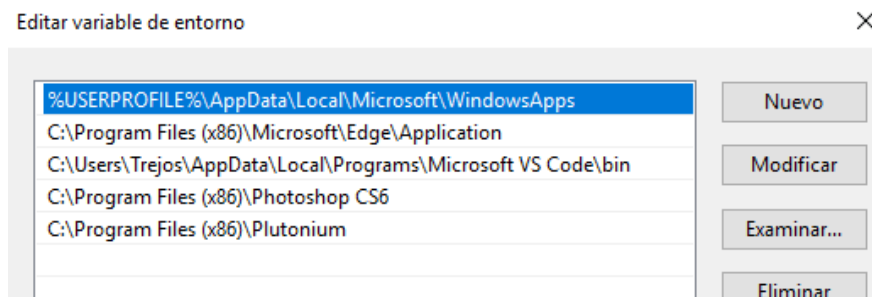 Editar variable de entorno
%USERPROFILE%\AppData\Local\Microsoft\WindowsApps
C:\Program Files (x86)\Microsoft\Edge\Application
C:\Users\Trejos\AppData\Local\Programs\Microsoft VS Code\bin
C:\Program Files (x86)\Photoshop CS6
C:\Program Files (x86)\Plutonium
Nuevo
Modificar
Examinar...
Eliminar